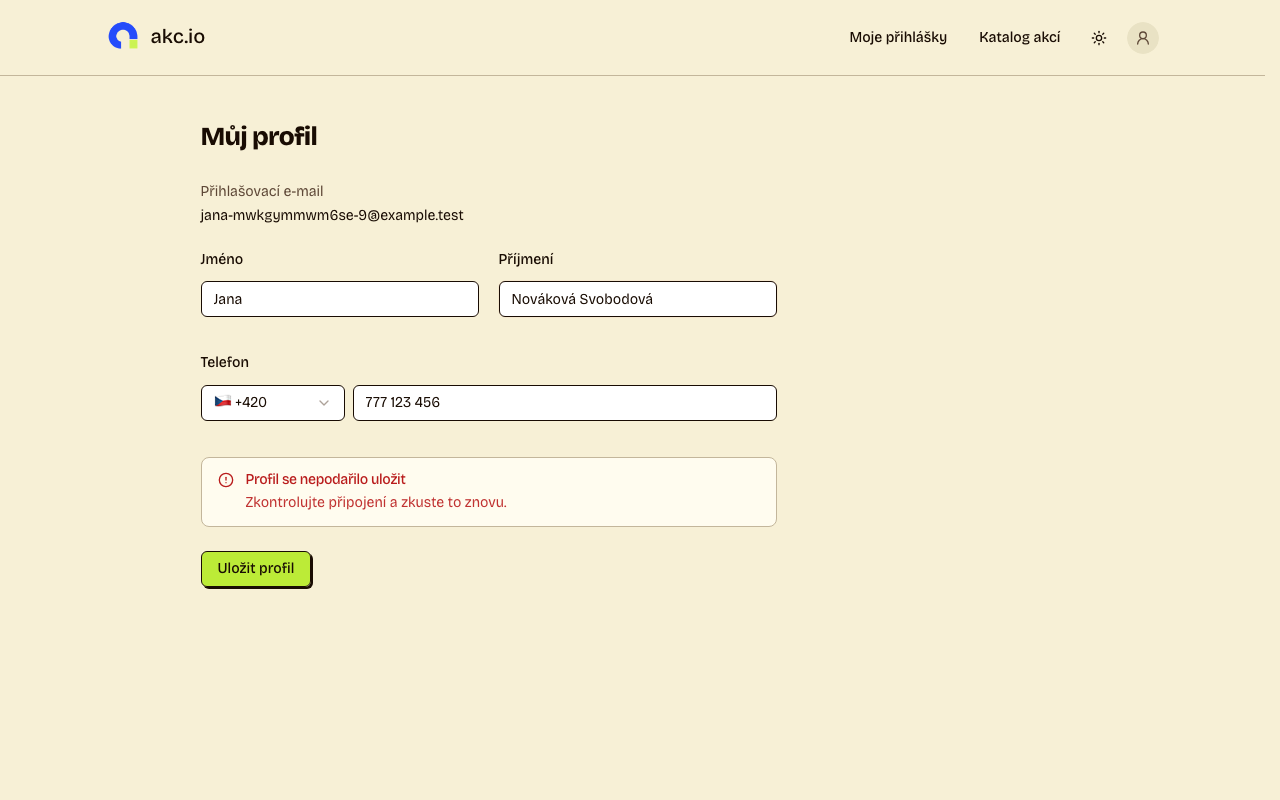 akc.io
Moje přihlášky
Katalog akcí
Můj profil
Přihlašovací e-mail
jana-mwkgymmwm6se-9@example.test
Jméno
Příjmení
Jana
Nováková Svobodová
Telefon
+420
777 123 456
Profil se nepodařilo uložit
Zkontrolujte připojení a zkuste to znovu.
Uložit profil